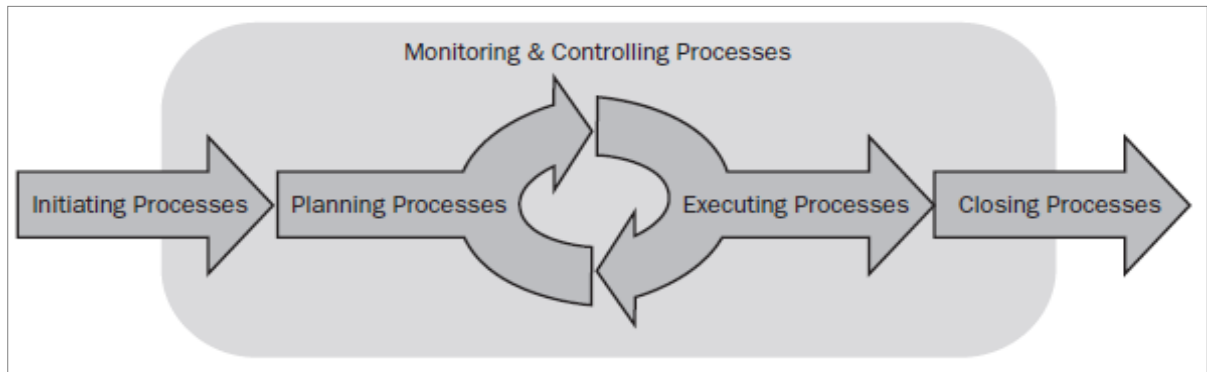 Monitoring & Controlling Processes
Initiating Processes
Planning Processes
Executing Processes
Closing Processes